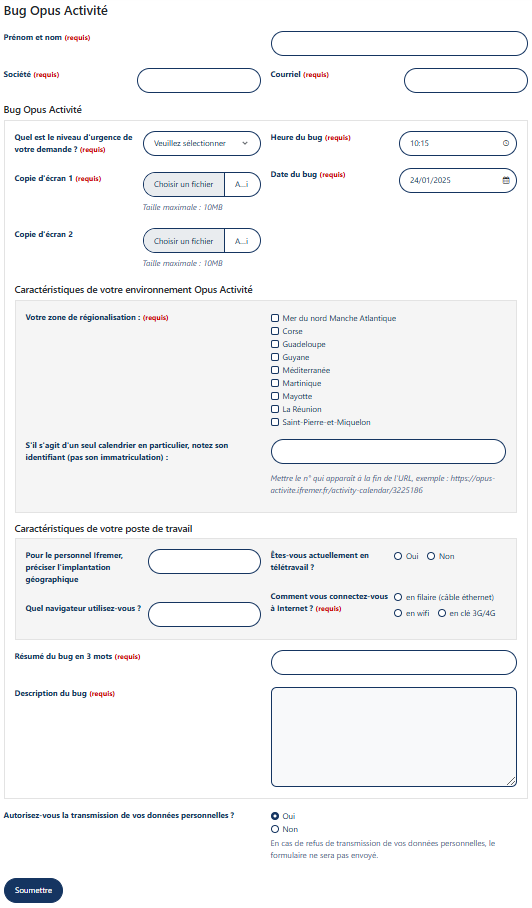 Bug Opus Activité
Prénom et nom (requis)
Société (requis)
Courriel (requis)
Bug Opus Activité
Quel est le niveau d'urgence de
votre demande ? (requis)
Veuillez sélectionner
Heure du bug (requis)
10:15
Copie d'écran 1 (requis)
Choisir un fichier
A...i
Taille maximale : 10MB
Date du bug (requis)
24/01/2025
Copie d'écran 2
Choisir un fichier
A...i
Taille maximale : 10MB
Caractéristiques de votre environnement Opus Activité
Votre zone de régionalisation : (requis)
Mer du nord Manche Atlantique
Corse
Guadeloupe
Guyane
Méditerranée
Martinique
Mayotte
La Réunion
Saint-Pierre-et-Miquelon
S'il s'agit d'un seul calendrier en particulier, notez son
identifiant (pas son immatriculation) :
Mettre le n° qui apparaît à la fin de l'URL, exemple : https://opus-
activite.ifremer.fr/activity-calendar/3225186
Caractéristiques de votre poste de travail
Pour le personnel Ifremer,
préciser l'implantation
géographique
Êtes-vous actuellement en
télétravail ?
Oui
Non
Quel navigateur utilisez-vous ?
Comment vous connectez-vous
à Internet ? (requis)
en filaire (câble éthernet)
en wifi
en clé 3G/4G
Résumé du bug en 3 mots (requis)
Description du bug (requis)
Autorisez-vous la transmission de vos données personnelles ?
Oui
Non
En cas de refus de transmission de vos données personnelles, le
formulaire ne sera pas envoyé.
Soumettre